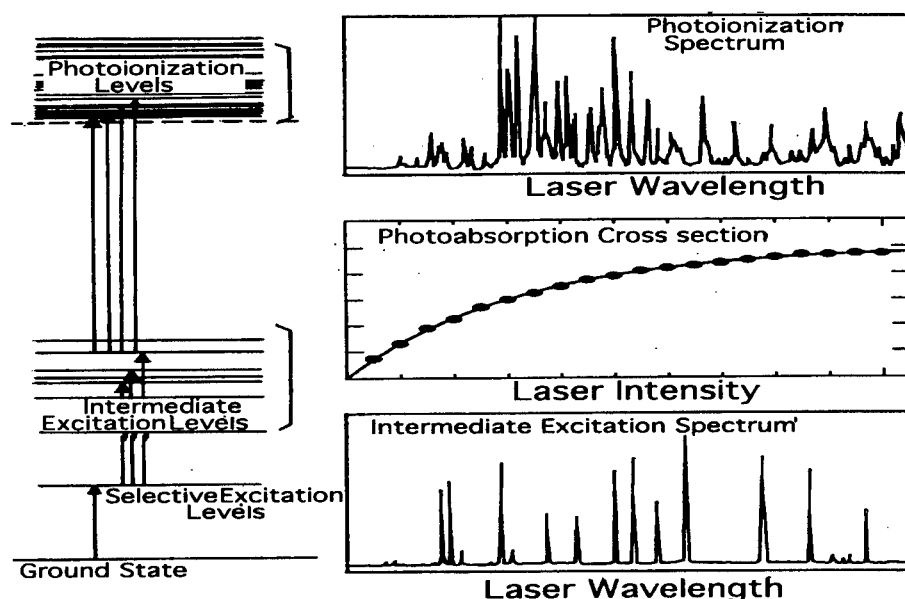 Photoionization
Levels
Intermediate
Excitation Levels
Selective Excitation
Levels
Ground State
Photoionization
Spectrum
Laser Wavelength
Photoabsorption Cross section
Laser Intensity
Intermediate Excitation Spectrum
Laser Wavelength